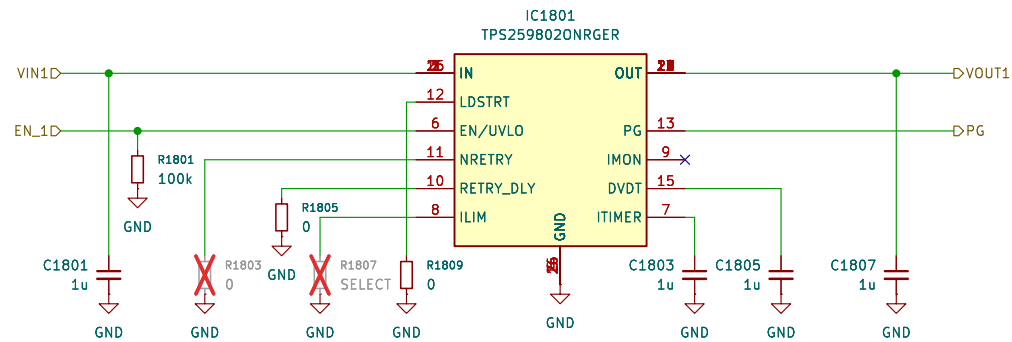 IC1801
TPS259802ONRGER
VIN1
IN
OUT
VOUT1
12
LDSTRT
EN_1
6
EN/UVLO
PG
13
PG
R1801
100k
11
NRETRY
IMON
9
10
RETRY_DLY
DVDT
15
R1805
0
8
ILIM
ITIMER
7
GND
GND
GND
C1801
1u
R1803
0
R1807
SELECT
R1809
0
C1803
1u
C1805
1u
C1807
1u
GND
GND
GND
GND
GND
GND
GND
GND